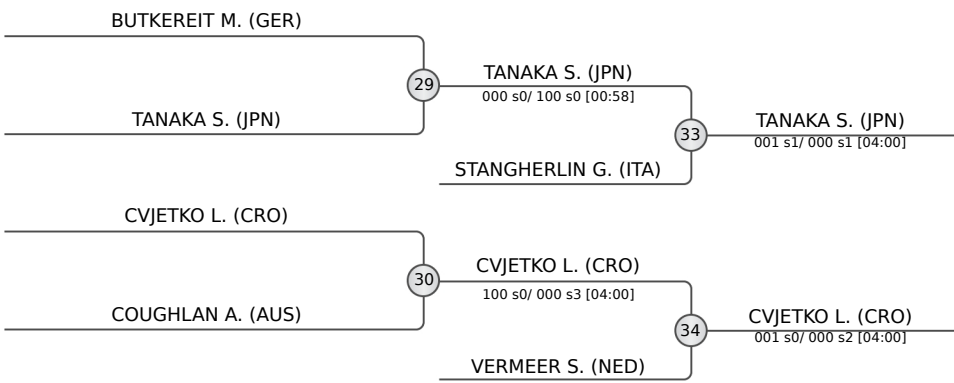 BUTKEREIT M. (GER)
29
TANAKA S. (JPN)
TANAKA S. (JPN)
000 s0/ 100 s0 [00:58]
33
TANAKA S. (JPN)
001 s1/ 000 s1 [04:00]
STANGHERLIN G. (ITA)
CVJETKO L. (CRO)
30
COUGHLAN A. (AUS)
CVJETKO L. (CRO)
100 s0/ 000 s3 [04:00]
34
CVJETKO L. (CRO)
001 s0/ 000 s2 [04:00]
VERMEER S. (NED)